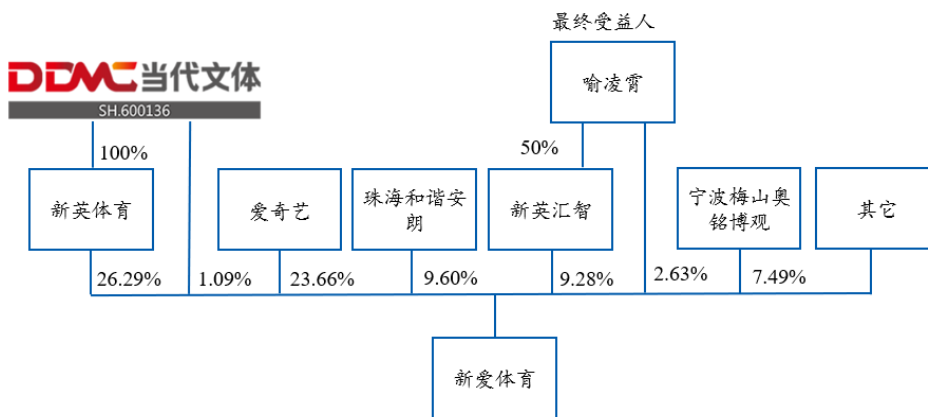 最终受益人
DDMC当代文体
SH.600136
喻凌霄
100%
50%
新英体育
爱奇艺
珠海和谐安
朗
新英汇智
宁波梅山奥
铭博观
其它
26.29%
1.09%
23.66%
9.60%
9.28%
2.63%
7.49%
新爱体育